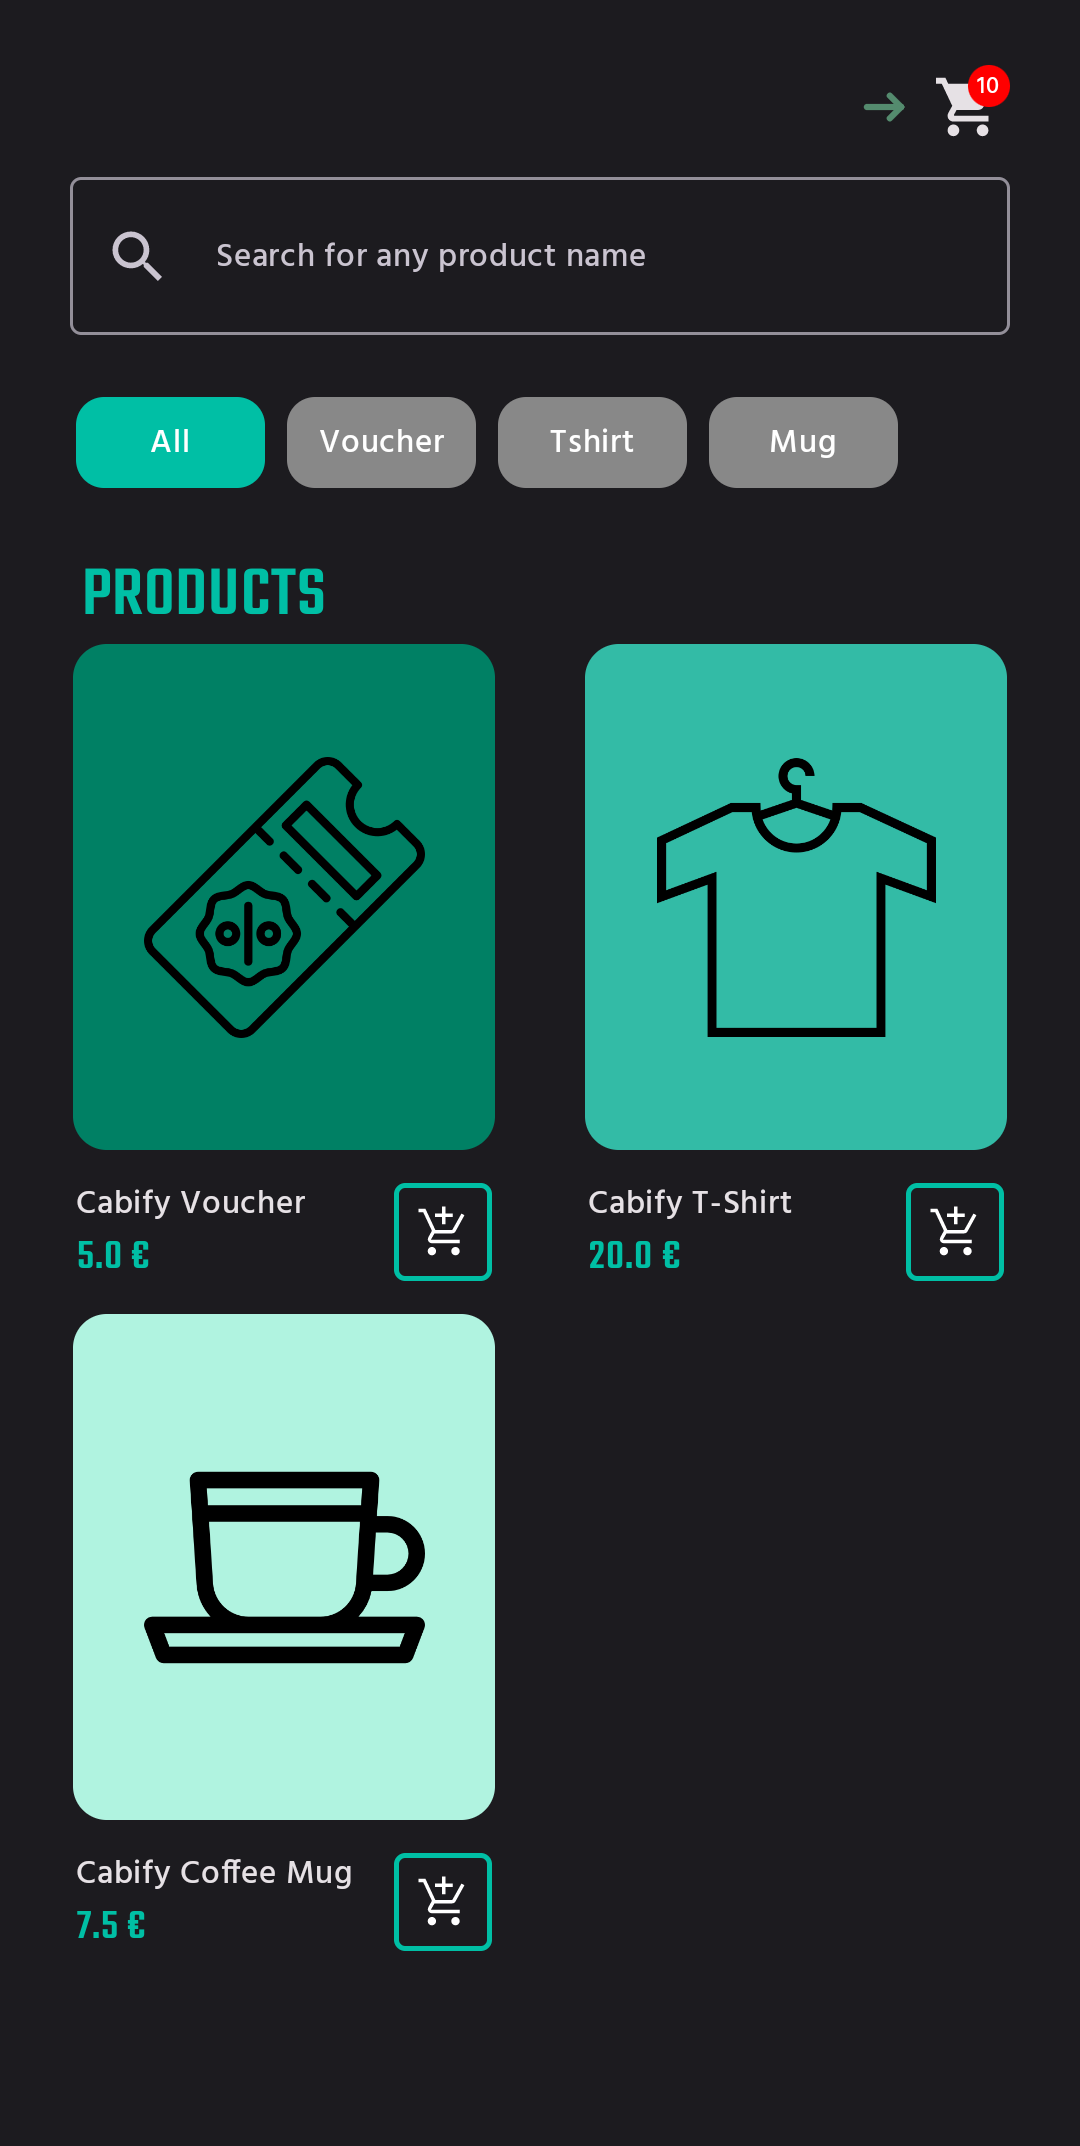 10
Search for any product name
All Voucher Tshirt Mug
PRODUCTS
Cabify Voucher
5.0 €
Cabify T-Shirt
20.0 €
Cabify Coffee Mug
7.5 €